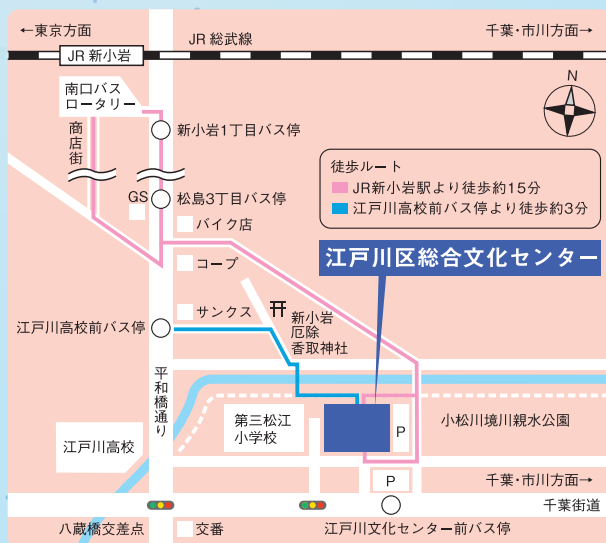 ←東京方面
千葉・市川方面→
JR 総武線
JR 新小岩
南口バス
ロータリー
N
商店街
新小岩1丁目バス停
徒歩ルート
JR新小岩駅より徒歩約15分
江戸川高校前バス停より徒歩約3分
GS
松島3丁目バス停
バイク店
江戸川区総合文化センター
コープ
サンクス
新小岩
厄除
香取神社
江戸川高校前バス停
平和橋通り
第三松江
小学校
P
小松川境川親水公園
江戸川高校
P
千葉・市川方面→
千葉街道
八蔵橋交差点
交番
江戸川文化センター前バス停